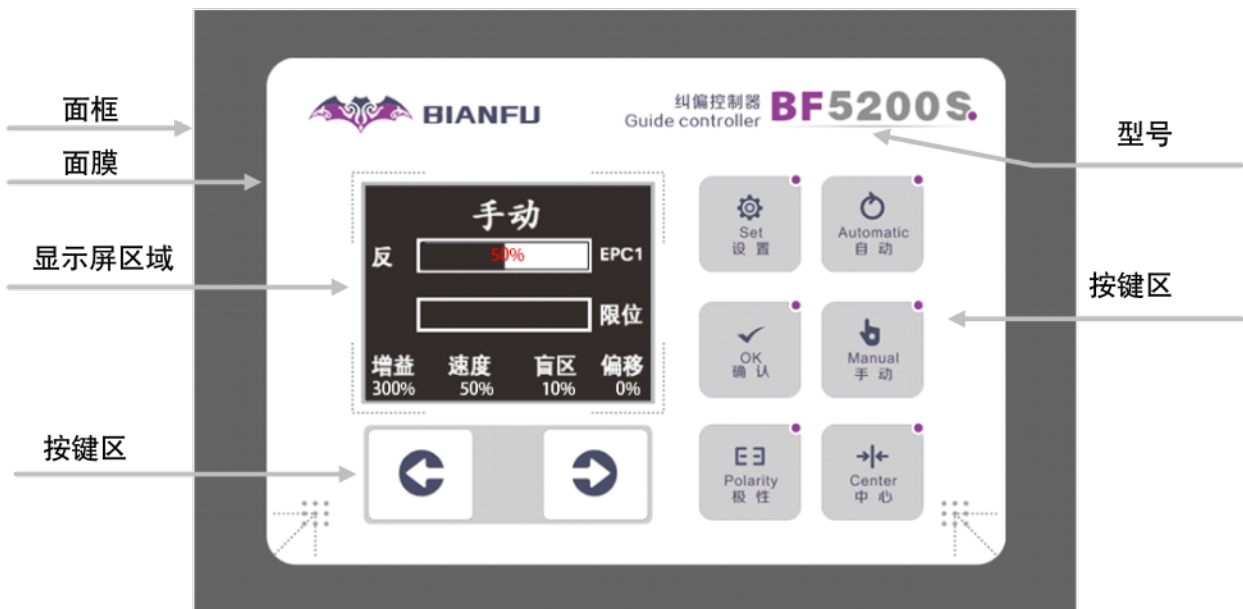 面框
面膜
显示屏区域
按键区
BIANFU
纠偏控制器
Guide controller
BF5200S
型号
按键区
手动
反
50%
EPC1
限位
增益 速度 盲区 偏移
300% 50% 10% 0%
Set
设置
Automatic
自动
OK
确认
Manual
手动
Polarity
极性
Center
中心